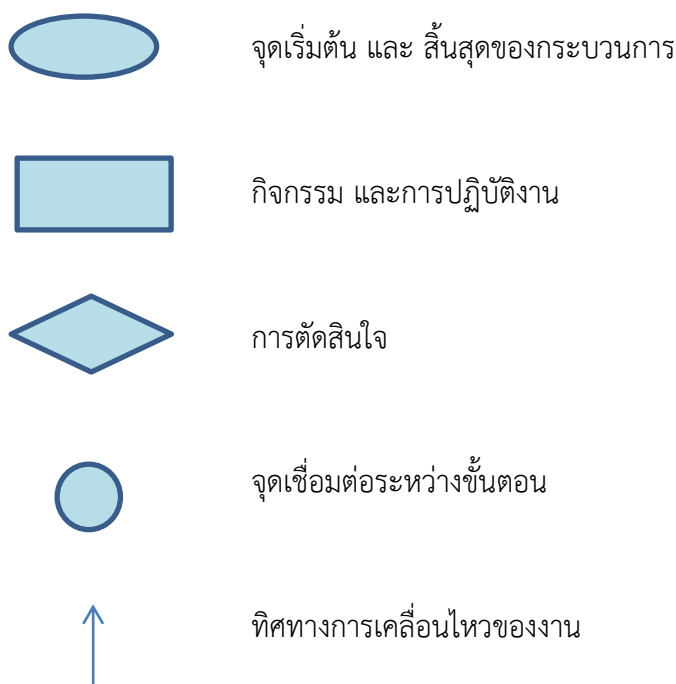 จุดเริ่มต้น และ สิ้นสุดของกระบวนการ
กิจกรรม และการปฏิบัติงาน
การตัดสินใจ
จุดเชื่อมต่อระหว่างขั้นตอน
ทิศทางการเคลื่อนไหวของงาน